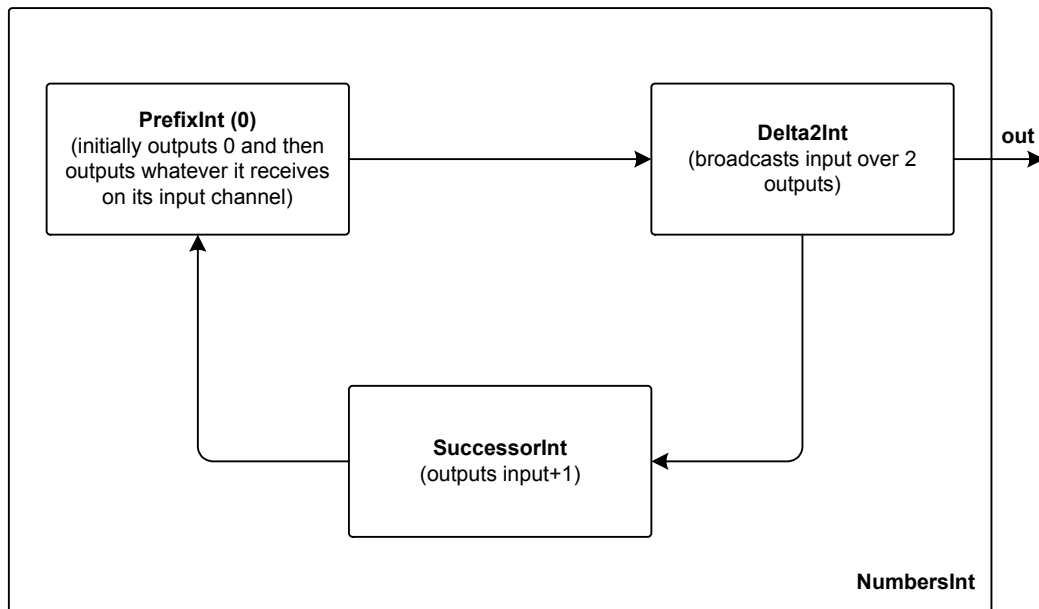 PrefixInt (0)
(initially outputs 0 and then
outputs whatever it receives
on its input channel)
Delta2Int
(broadcasts input over 2
outputs)
out
SuccessorInt
(outputs input+1)
NumbersInt